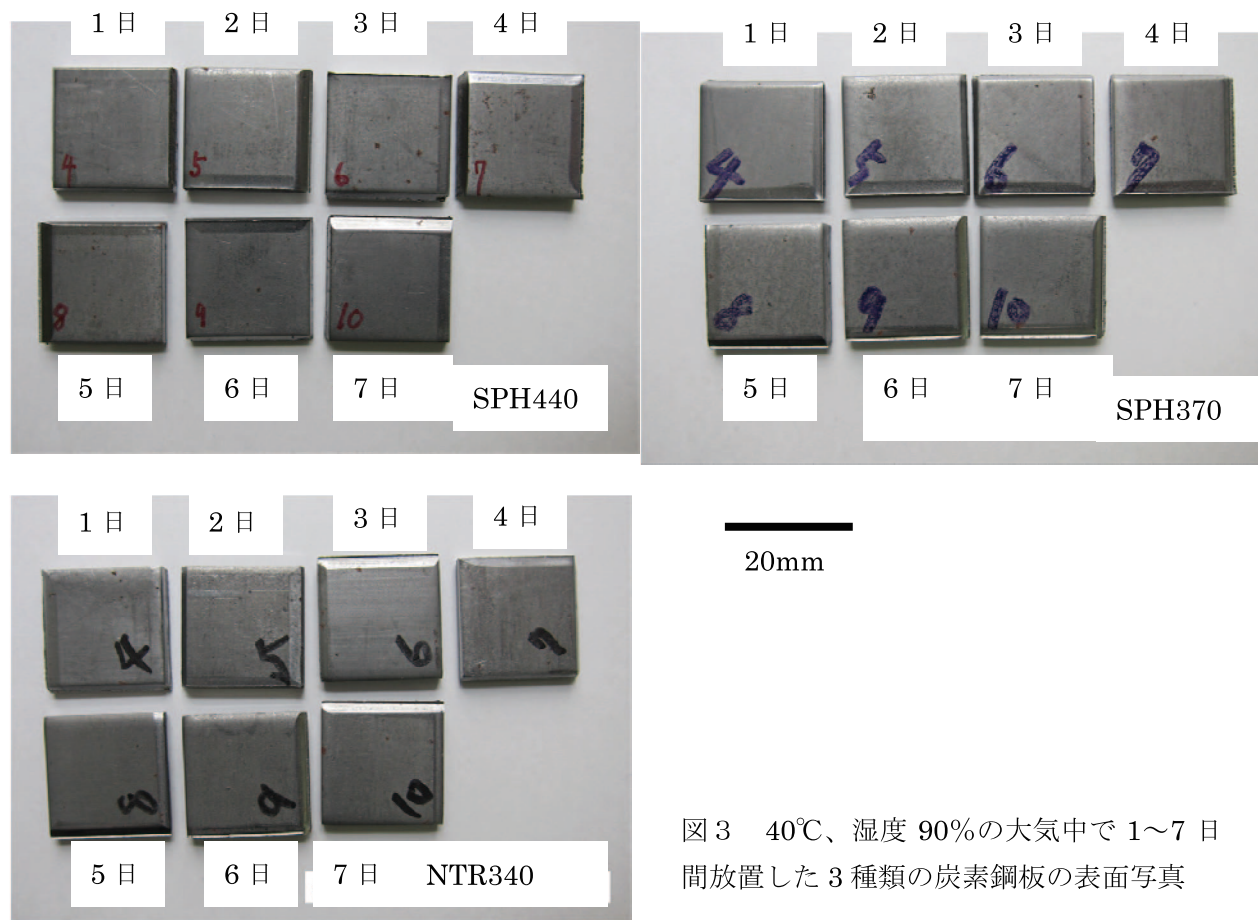 1 日 2 日 3 日 4 日
4 5 6 7
8 9 10
5 日 6 日 7 日
SPH440
1 日 2 日 3 日 4 日
4 5 6 7
8 9 10
5 日 6 日 7 日
SPH370
1 日 2 日 3 日 4 日
4 5 6 7
8 9 10
5 日 6 日 7 日 NTR340
20mm
図３ 40℃、湿度 90%の大気中で 1～7 日
間放置した 3 種類の炭素鋼板の表面写真